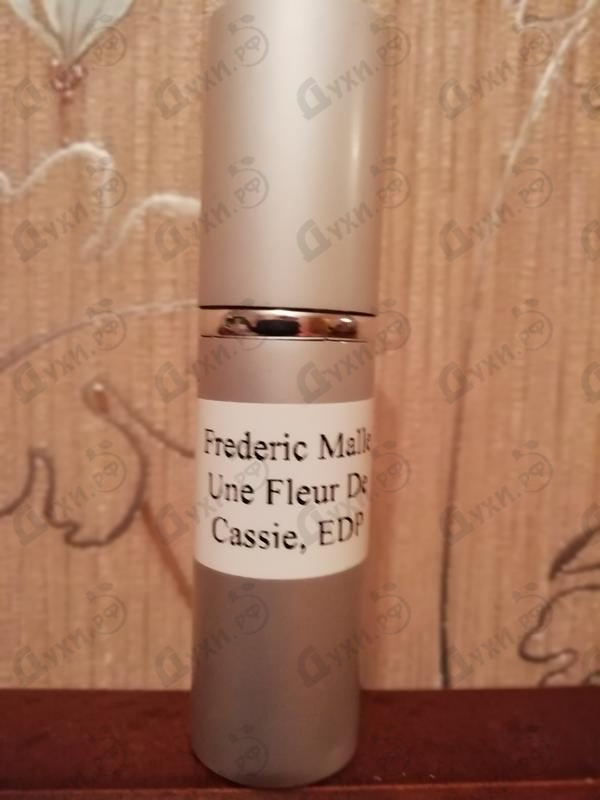 Frederic Malle
Une Fleur De
Cassie, EDP
Духи.рф